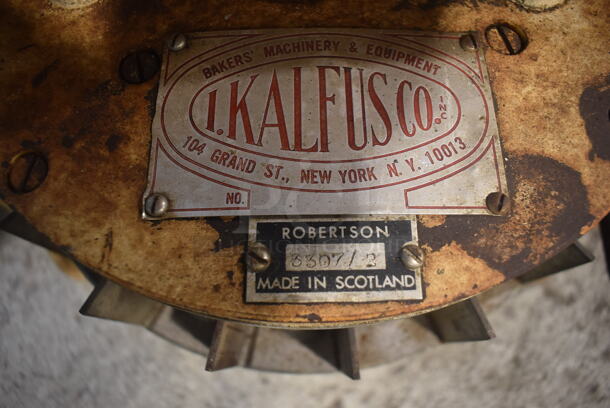 BAKERS' MACHINERY & EQUIPMENT
I. KALFUS CO. INC.
104 GRAND ST., NEW YORK N. Y. 10013
NO.
ROBERTSON
3307/2
MADE IN SCOTLAND